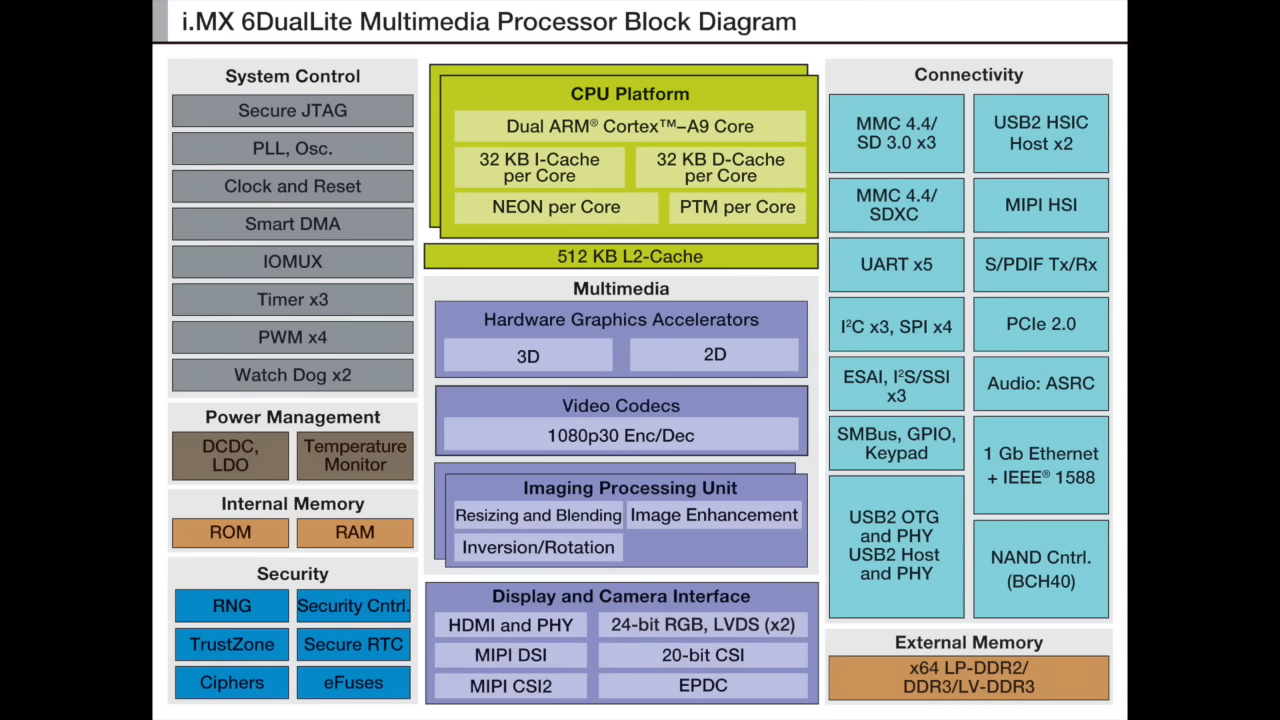 i.MX 6DualLite Multimedia Processor Block Diagram
System Control
Secure JTAG
PLL, Osc.
Clock and Reset
Smart DMA
IOMUX
Timer x3
PWM x4
Watch Dog x2
Power Management
DCDC,
LDO
Temperature
Monitor
Internal Memory
ROM
RAM
Security
RNG
Security Cntrl.
TrustZone
Secure RTC
Ciphers
eFuses
CPU Platform
Dual ARM® Cortex™–A9 Core
32 KB I-Cache
per Core
32 KB D-Cache
per Core
NEON per Core
PTM per Core
512 KB L2-Cache
Multimedia
Hardware Graphics Accelerators
3D
2D
Video Codecs
1080p30 Enc/Dec
Imaging Processing Unit
Resizing and Blending
Image Enhancement
Inversion/Rotation
Display and Camera Interface
HDMI and PHY
24-bit RGB, LVDS (x2)
MIPI DSI
20-bit CSI
MIPI CSI2
EPDC
Connectivity
MMC 4.4/
SD 3.0 x3
USB2 HSIC
Host x2
MMC 4.4/
SDXC
MIPI HSI
UART x5
S/PDIF Tx/Rx
I²C x3, SPI x4
PCIe 2.0
ESAI, I²S/SSI
x3
Audio: ASRC
SMBus, GPIO,
Keypad
1 Gb Ethernet
+ IEEE® 1588
USB2 OTG
and PHY
USB2 Host
and PHY
NAND Cntrl.
(BCH40)
External Memory
x64 LP-DDR2/
DDR3/LV-DDR3